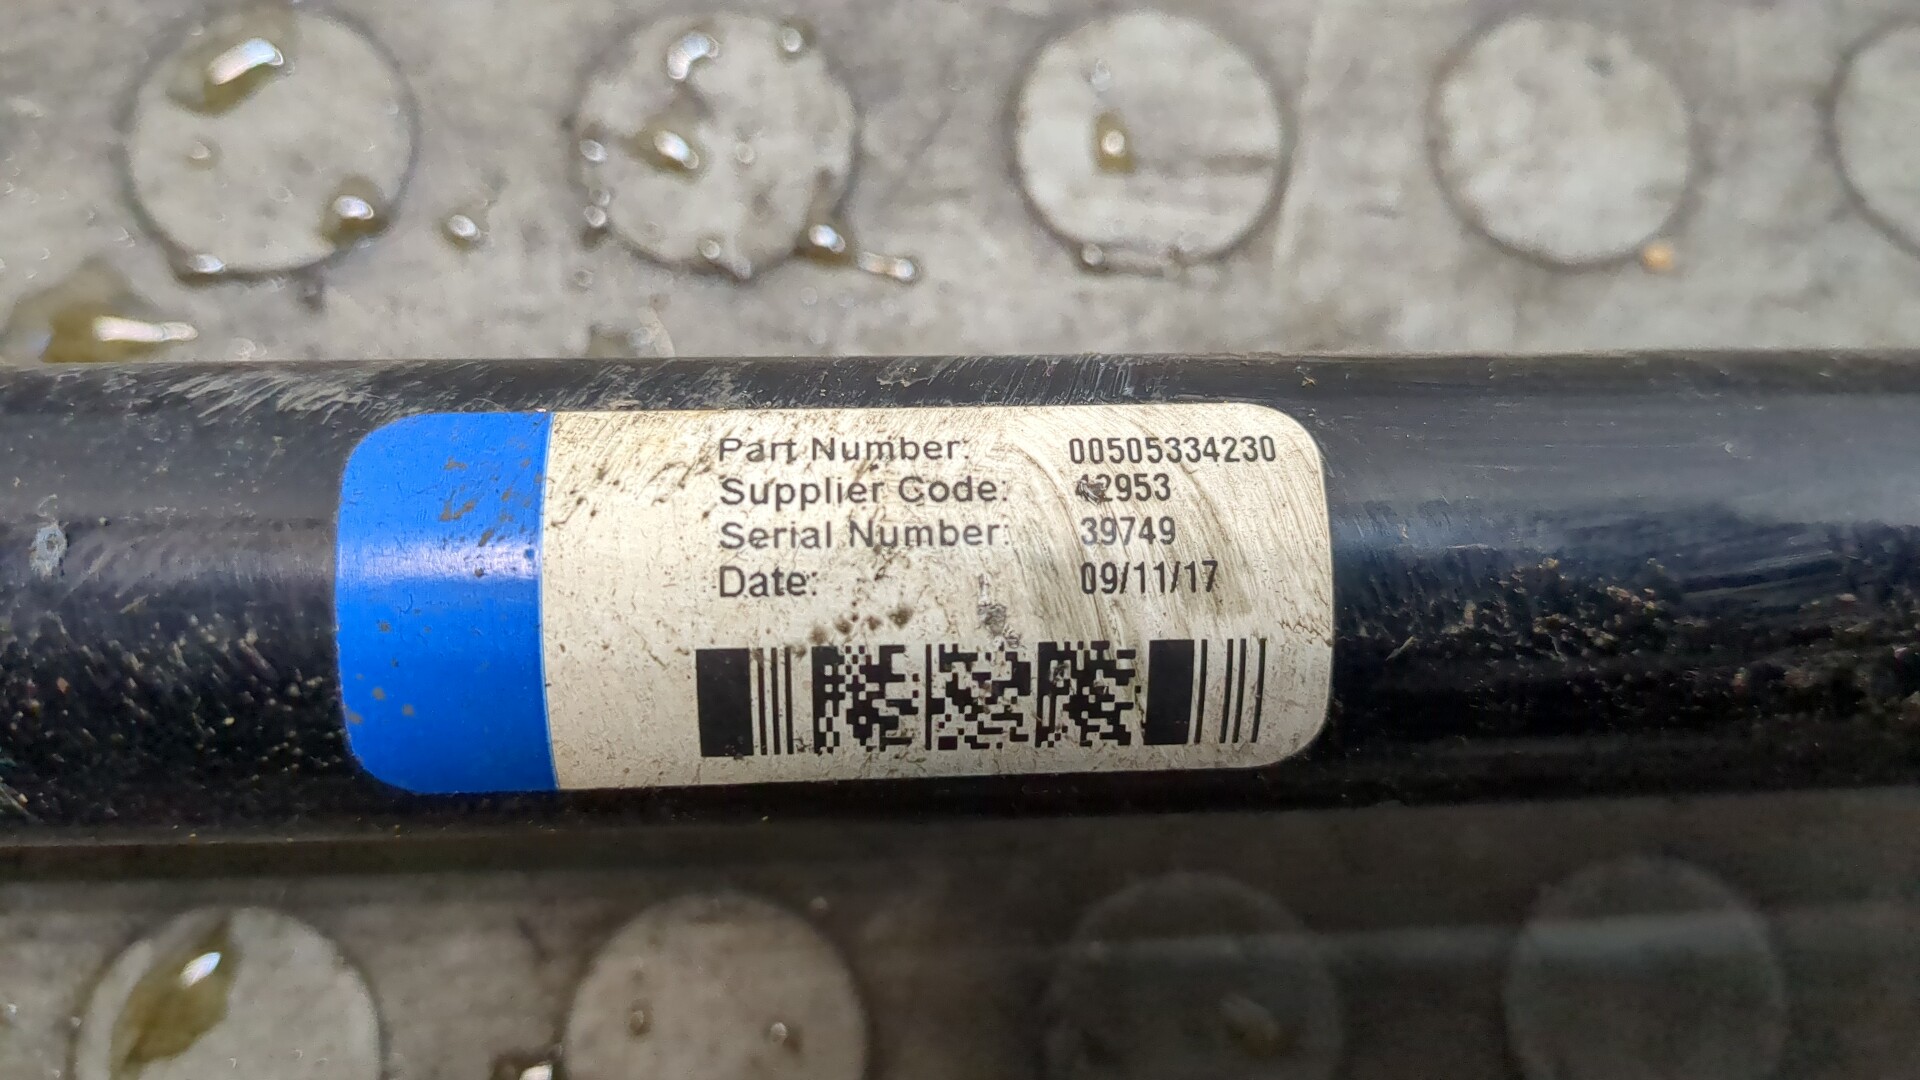 Part Number: 00505334230
Supplier Code: 42953
Serial Number: 39749
Date: 09/11/17